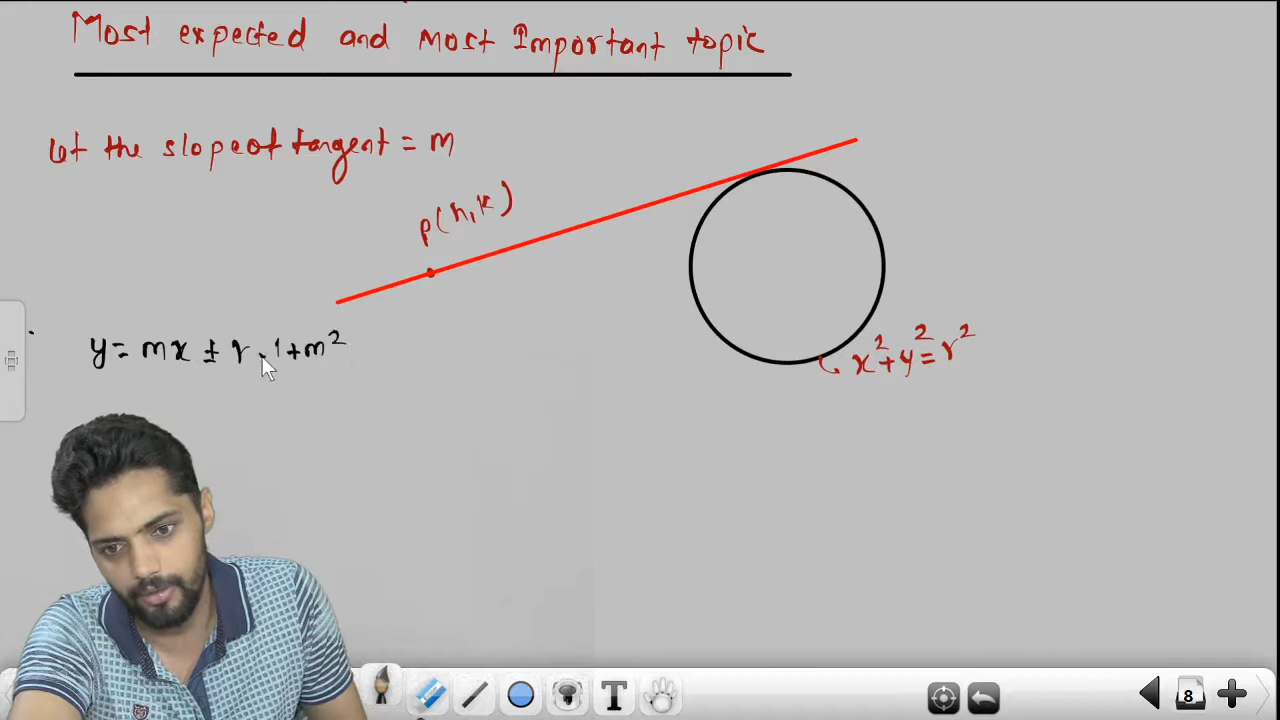 Most expected and most Important topic
Let the slope of tangent = m
P(h,k)
y = mx ± r 1+m²
x²+y²=r²
T
8